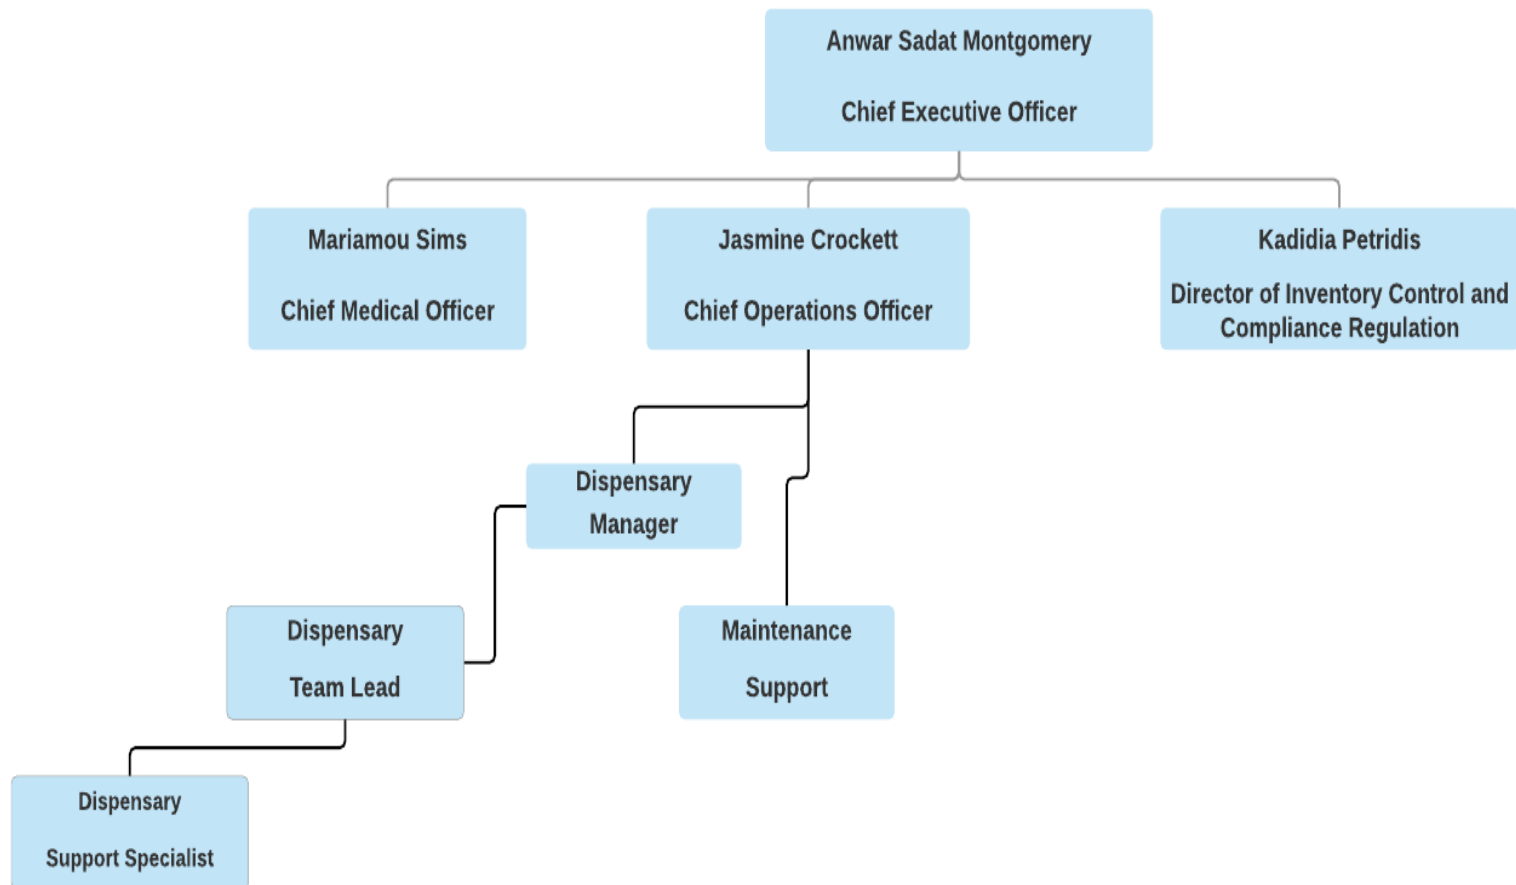 Anwar Sadat Montgomery
Chief Executive Officer
Mariamou Sims
Chief Medical Officer
Jasmine Crockett
Chief Operations Officer
Kadidia Petridis
Director of Inventory Control and
Compliance Regulation
Dispensary
Manager
Dispensary
Team Lead
Maintenance
Support
Dispensary
Support Specialist